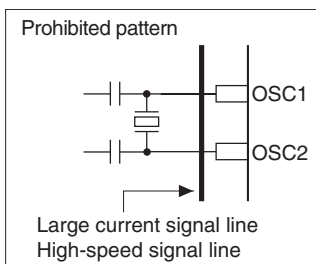 Prohibited pattern
OSC1
OSC2
Large current signal line
High-speed signal line